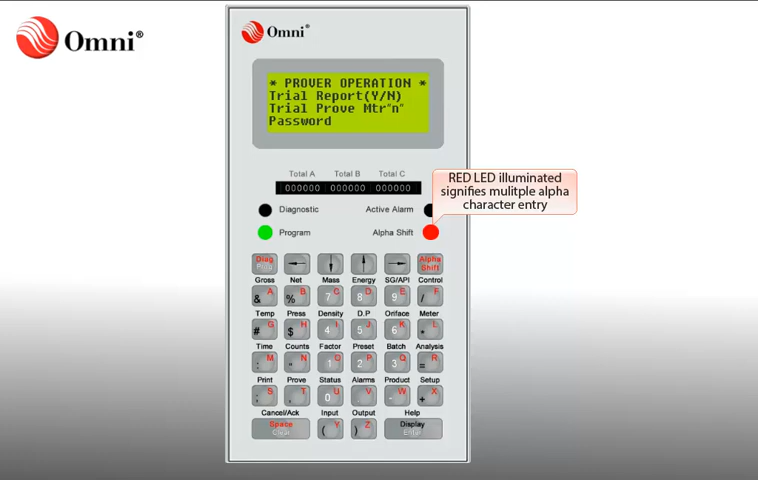 Omni®
Omni®
* PROVER OPERATION *
Trial Report(Y/N)
Trial Prove Mtr"n"
Password
Total A Total B Total C
000000 000000 000000
RED LED illuminated
signifies mulitple alpha
character entry
Diagnostic Active Alarm
Program Alpha Shift
Diag
Prog
Alpha
Shift
Gross Net Mass Energy SG/API Control
& A % B 7 C 8 D 9 E / F
Temp Press Density D.P Oriface Meter
# G $ H 4 I 5 J 6 K * L
Time Counts Factor Preset Batch Analysis
: M " N 1 O 2 P 3 Q = R
Print Prove Status Alarms Product Setup
; S , T 0 U . V - W + X
Cancel/Ack Input Output Help
Space
Clear
( Y ) Z
Display
Enter